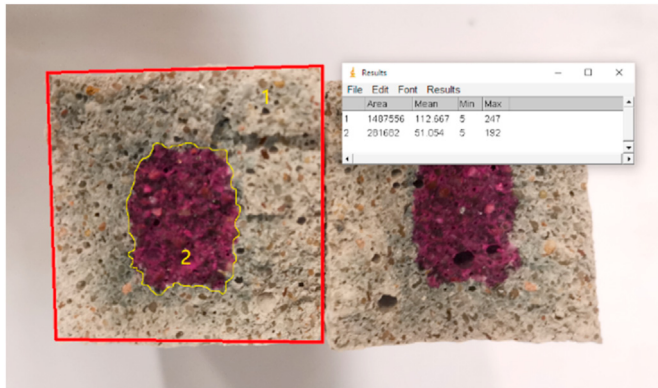 1
2
Results
File Edit Font Results
Area Mean Min Max
1 1487556 112.667 5 247
2 281682 51.054 5 192